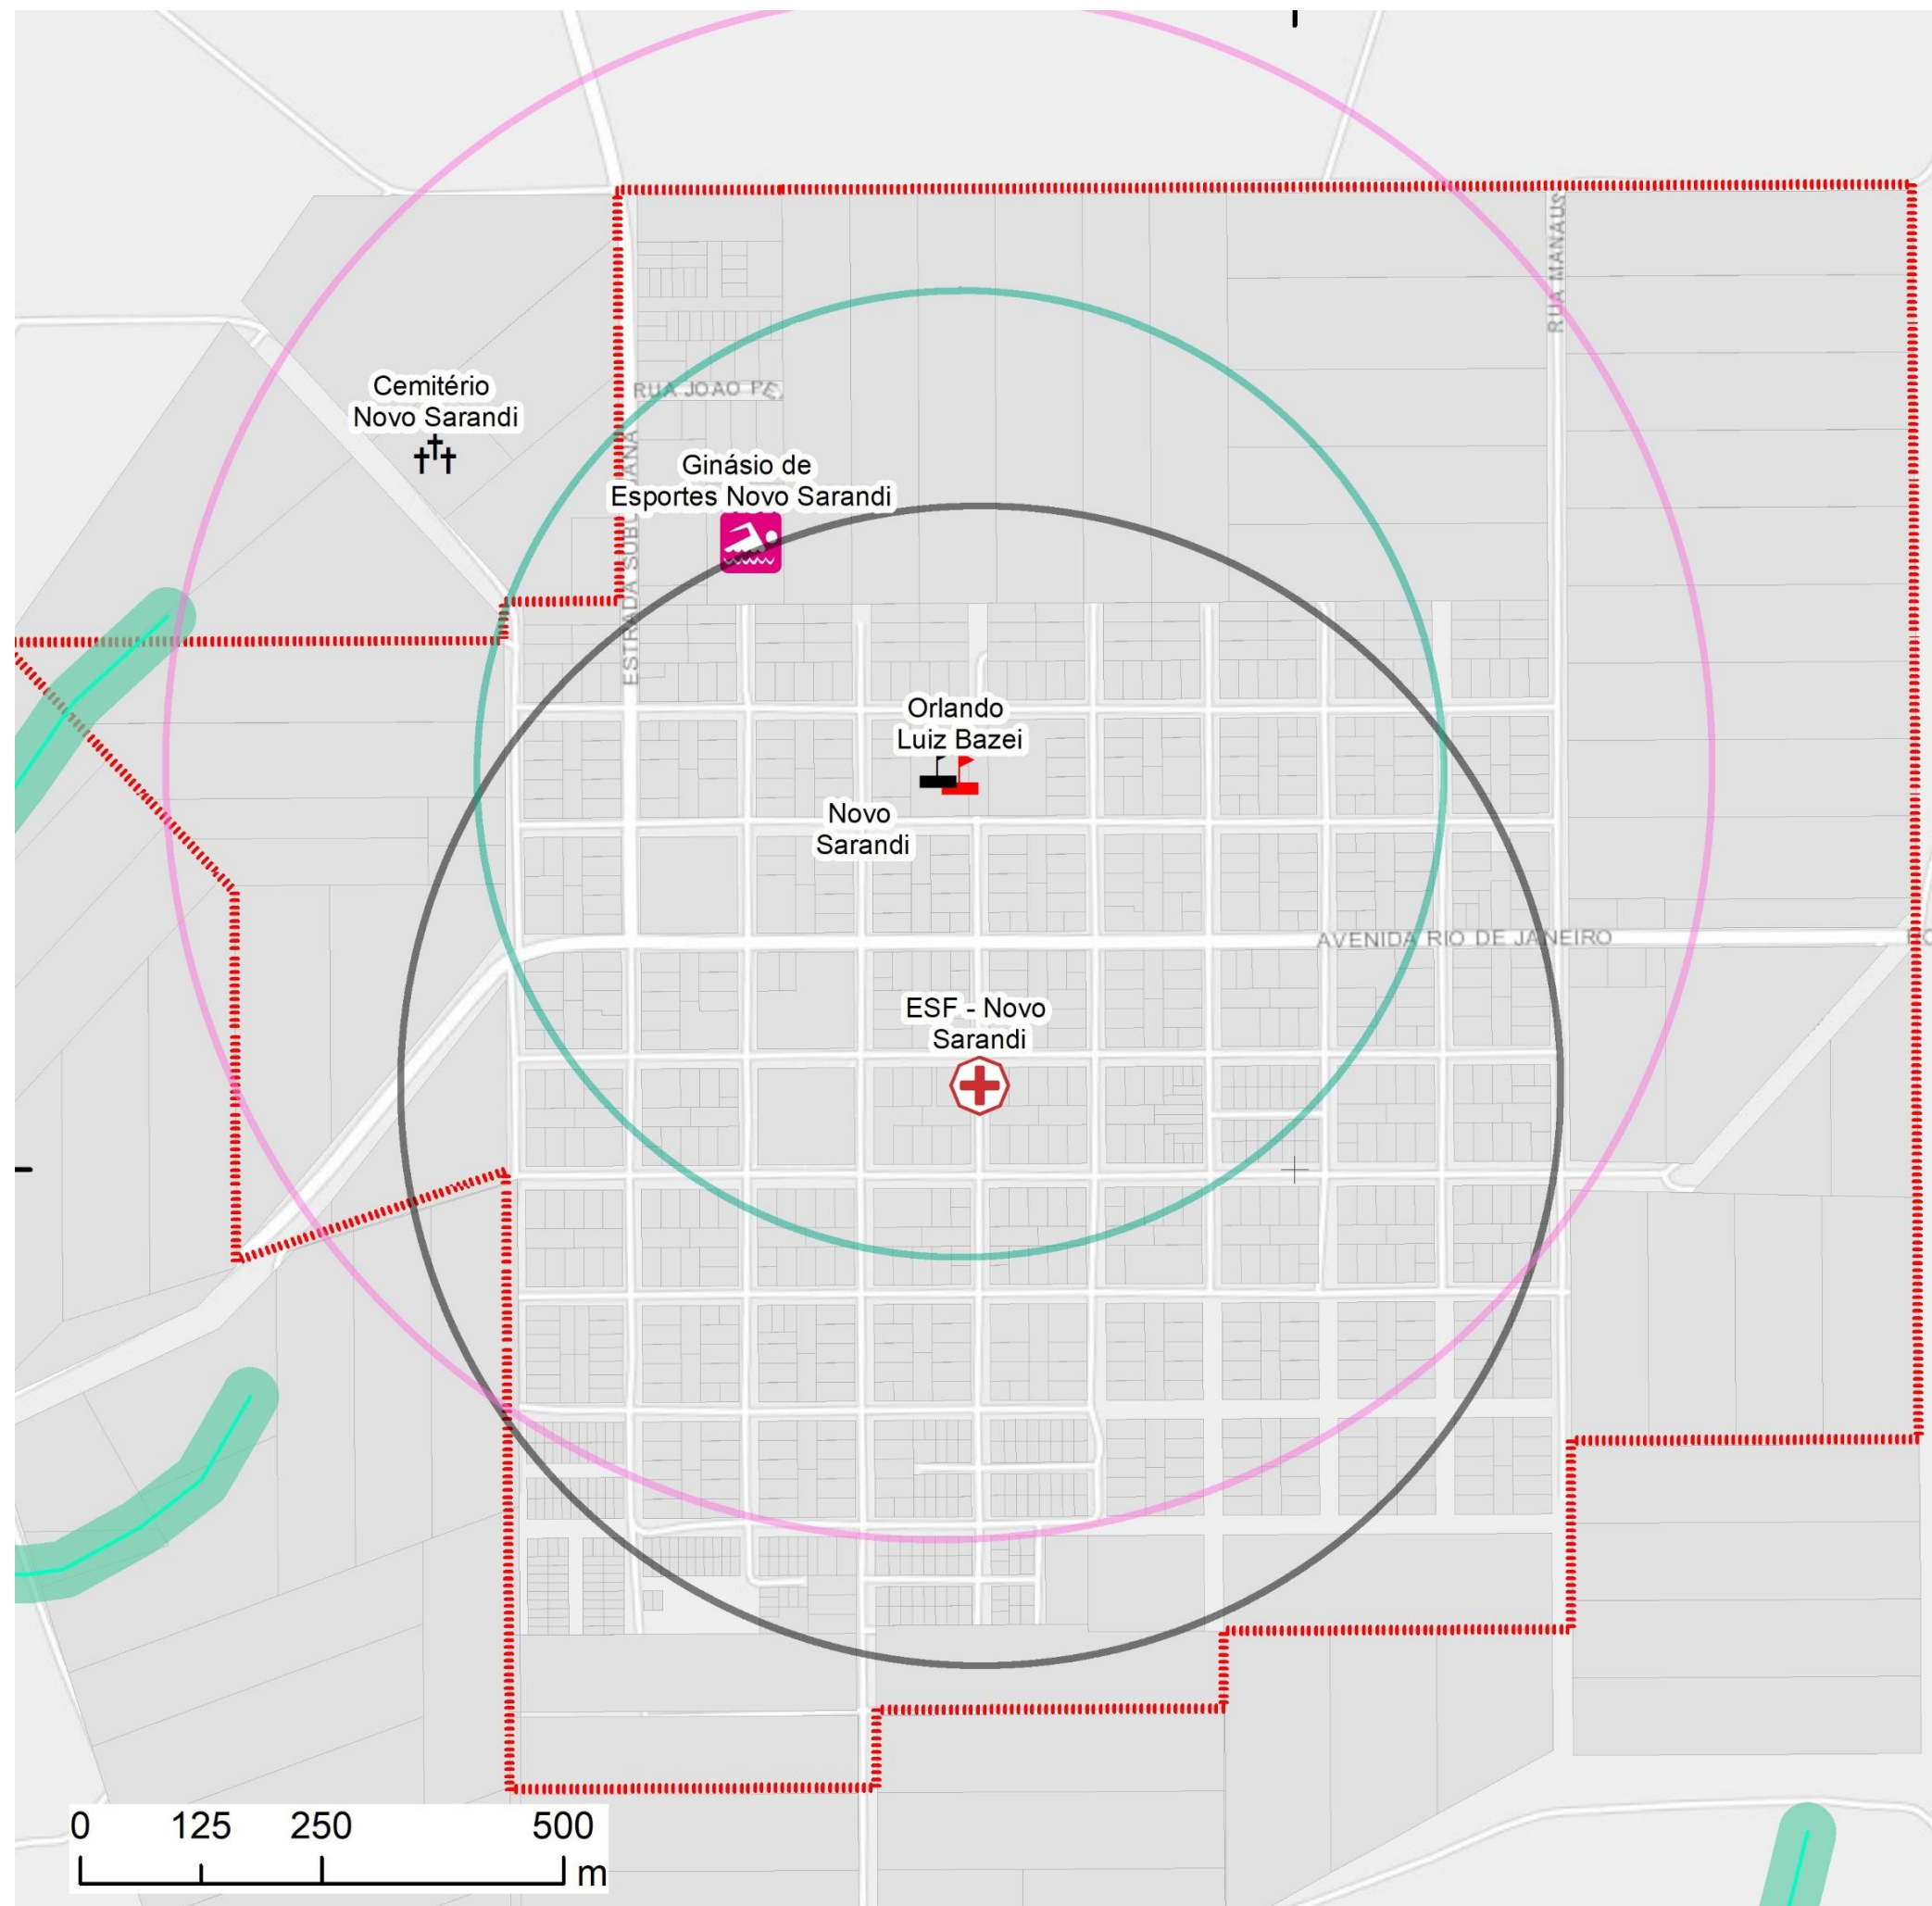 RUA MANAUS
Cemitério
Novo Sarandi
RUA JOAO PE
Ginásio de
Esportes Novo Sarandi
ESTRADA SUBURBANA
Orlando
Luiz Bazei
Novo
Sarandi
AVENIDA RIO DE JANEIRO
ESF - Novo
Sarandi
0 125 250 500
m